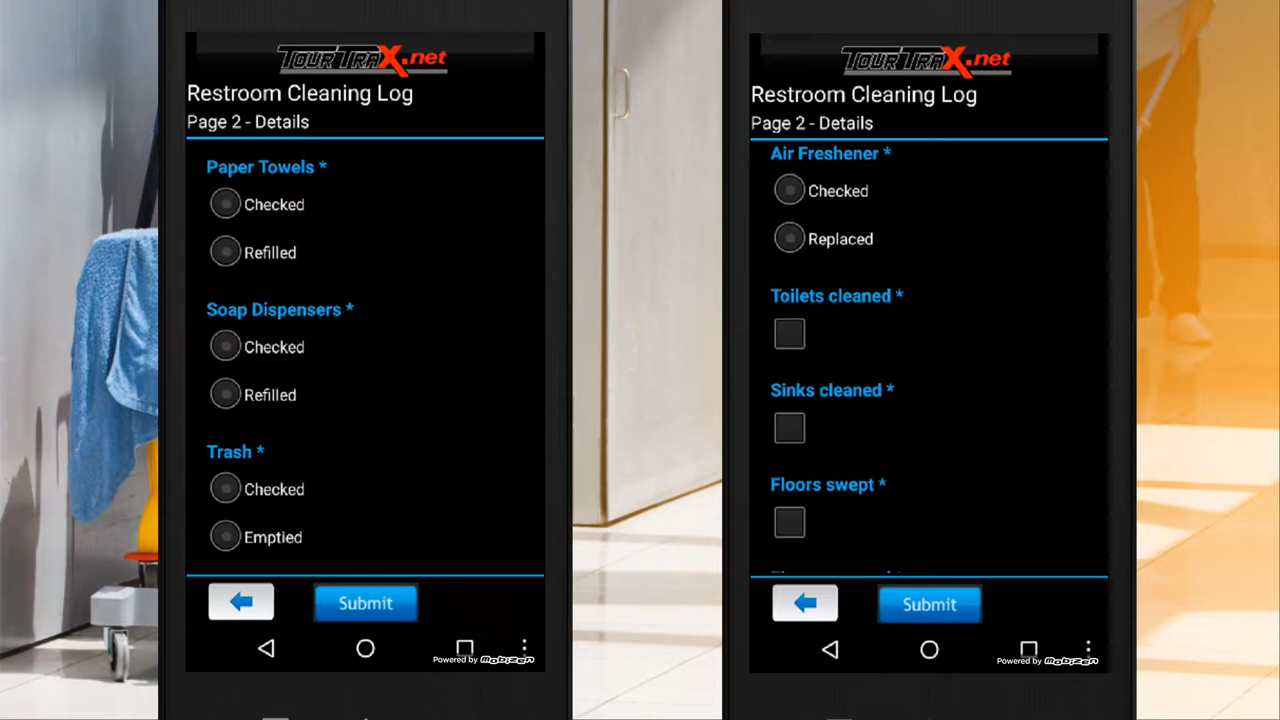 TOURTRAX.net
Restroom Cleaning Log
Page 2 - Details
Paper Towels *
Checked
Refilled
Soap Dispensers *
Checked
Refilled
Trash *
Checked
Emptied
Submit
Powered by Mobizen
TOURTRAX.net
Restroom Cleaning Log
Page 2 - Details
Air Freshener *
Checked
Replaced
Toilets cleaned *
Sinks cleaned *
Floors swept *
Submit
Powered by Mobizen